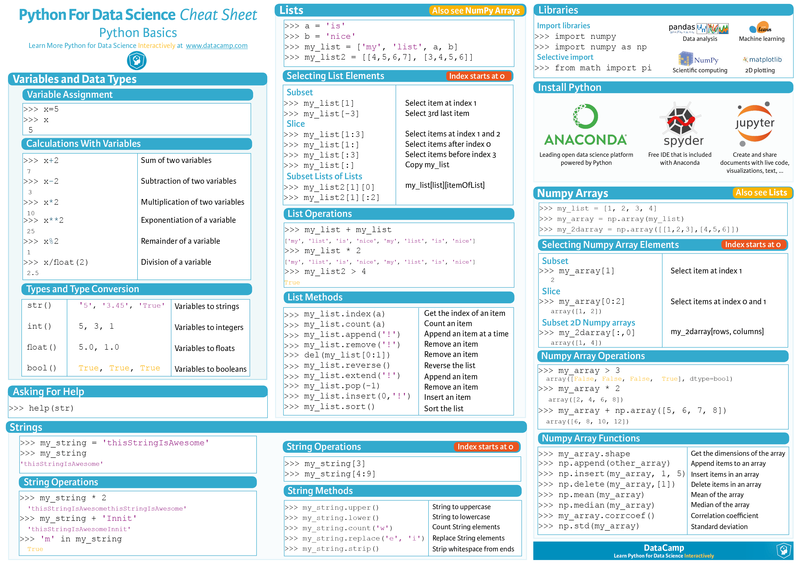 Python For Data Science Cheat Sheet
Python Basics
Learn More Python for Data Science Interactively at www.datacamp.com
Variables and Data Types
Variable Assignment
>>> x=5
>>> x
5
Calculations With Variables
>>> x+2 Sum of two variables
7
>>> x-2 Subtraction of two variables
3
>>> x*2 Multiplication of two variables
10
>>> x**2 Exponentiation of a variable
25
>>> x%2 Remainder of a variable
1
>>> x/float(2) Division of a variable
2.5
Types and Type Conversion
str() '5', '3.45', 'True' Variables to strings
int() 5, 3, 1 Variables to integers
float() 5.0, 1.0 Variables to floats
bool() True, True, True Variables to booleans
Asking For Help
>>> help(str)
Strings
>>> my_string = 'thisStringIsAwesome'
>>> my_string
'thisStringIsAwesome'
String Operations
>>> my_string * 2
'thisStringIsAwesomethisStringIsAwesome'
>>> my_string + 'Innit'
'thisStringIsAwesomeInnit'
>>> 'm' in my_string
True
Lists
Also see NumPy Arrays
>>> a = 'is'
>>> b = 'nice'
>>> my_list = ['my', 'list', a, b]
>>> my_list2 = [[4,5,6,7], [3,4,5,6]]
Selecting List Elements
Index starts at 0
Subset
>>> my_list[1] Select item at index 1
>>> my_list[-3] Select 3rd last item
Slice
>>> my_list[1:3] Select items at index 1 and 2
>>> my_list[1:] Select items after index 0
>>> my_list[:3] Select items before index 3
>>> my_list[:] Copy my_list
Subset Lists of Lists
>>> my_list2[1][0] my_list[list][itemOfList]
>>> my_list2[1][:2]
List Operations
>>> my_list + my_list
['my', 'list', 'is', 'nice', 'my', 'list', 'is', 'nice']
>>> my_list * 2
['my', 'list', 'is', 'nice', 'my', 'list', 'is', 'nice']
>>> my_list2 > 4
True
List Methods
>>> my_list.index(a) Get the index of an item
>>> my_list.count(a) Count an item
>>> my_list.append('!') Append an item at a time
>>> my_list.remove('!') Remove an item
>>> del(my_list[0:1]) Remove an item
>>> my_list.reverse() Reverse the list
>>> my_list.extend('!') Append an item
>>> my_list.pop(-1) Remove an item
>>> my_list.insert(0,'!') Insert an item
>>> my_list.sort() Sort the list
String Operations
Index starts at 0
>>> my_string[3]
>>> my_string[4:9]
String Methods
>>> my_string.upper() String to uppercase
>>> my_string.lower() String to lowercase
>>> my_string.count('w') Count String elements
>>> my_string.replace('e', 'i') Replace String elements
>>> my_string.strip() Strip whitespace from ends
Libraries
Import libraries
>>> import numpy
>>> import numpy as np
Selective import
>>> from math import pi
pandas
Data analysis
learn
Machine learning
NumPy
Scientific computing
matplotlib
2D plotting
Install Python
ANACONDA
Leading open data science platform
powered by Python
spyder
Free IDE that is included
with Anaconda
jupyter
Create and share
documents with live code,
visualizations, text, ...
Numpy Arrays
Also see Lists
>>> my_list = [1, 2, 3, 4]
>>> my_array = np.array(my_list)
>>> my_2darray = np.array([[1,2,3],[4,5,6]])
Selecting Numpy Array Elements
Index starts at 0
Subset
>>> my_array[1] Select item at index 1
2
Slice
>>> my_array[0:2] Select items at index 0 and 1
array([1, 2])
Subset 2D Numpy arrays
>>> my_2darray[:,0] my_2darray[rows, columns]
array([1, 4])
Numpy Array Operations
>>> my_array > 3
array([False, False, False, True], dtype=bool)
>>> my_array * 2
array([2, 4, 6, 8])
>>> my_array + np.array([5, 6, 7, 8])
array([6, 8, 10, 12])
Numpy Array Functions
>>> my_array.shape Get the dimensions of the array
>>> np.append(other_array) Append items to an array
>>> np.insert(my_array, 1, 5) Insert items in an array
>>> np.delete(my_array,[1]) Delete items in an array
>>> np.mean(my_array) Mean of the array
>>> np.median(my_array) Median of the array
>>> my_array.corrcoef() Correlation coefficient
>>> np.std(my_array) Standard deviation
DataCamp
Learn Python for Data Science Interactively